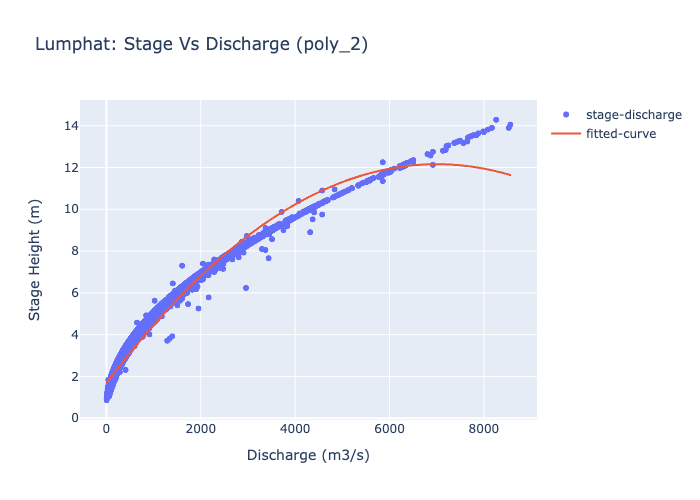 Lumphat: Stage Vs Discharge (poly_2)
stage-discharge
fitted-curve
14
12
10
8
6
4
2
0
Stage Height (m)
0 2000 4000 6000 8000
Discharge (m3/s)